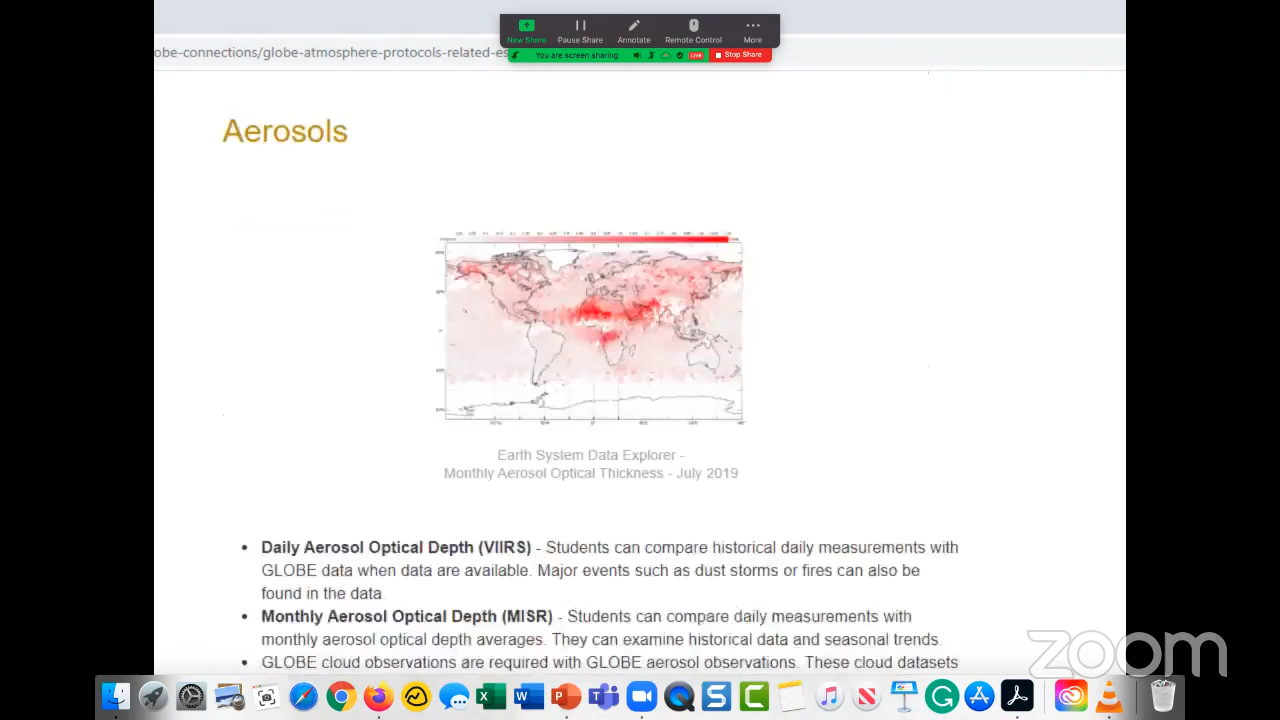 New Share
Pause Share
Annotate
Remote Control
More
obe-connections/globe-atmosphere-protocols-related-es
You are screen sharing
LIVE
Stop Share
Aerosols
Earth System Data Explorer -
Monthly Aerosol Optical Thickness - July 2019
• Daily Aerosol Optical Depth (VIIRS) - Students can compare historical daily measurements with
GLOBE data when data are available. Major events such as dust storms or fires can also be
found in the data.
• Monthly Aerosol Optical Depth (MISR) - Students can compare daily measurements with
monthly aerosol optical depth averages. They can examine historical data and seasonal trends.
• GLOBE cloud observations are required with GLOBE aerosol observations. These cloud datasets
zoom